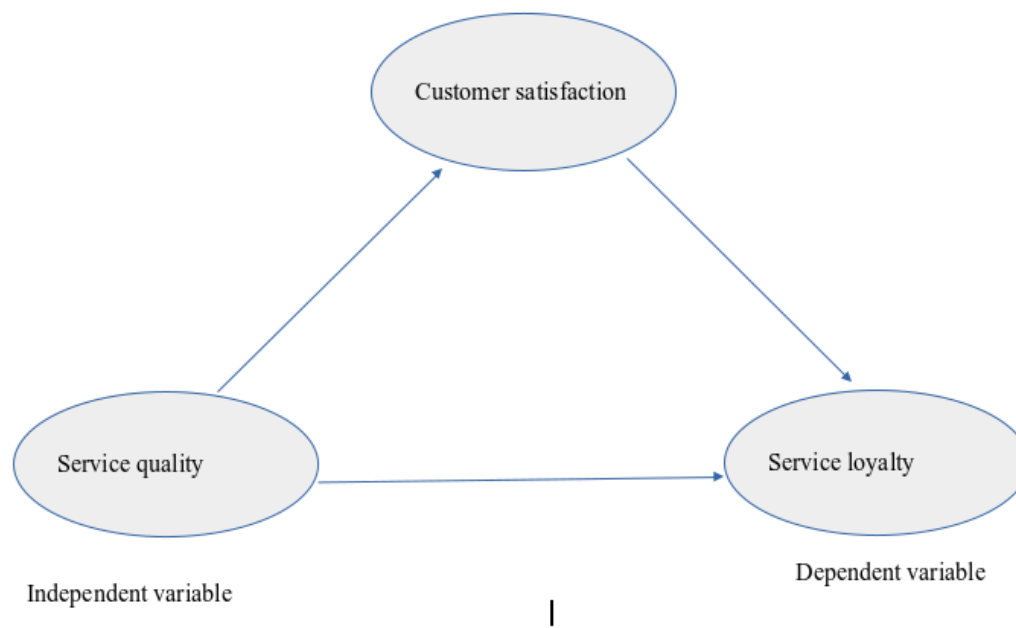 Customer satisfaction
Service quality
Service loyalty
Independent variable
Dependent variable